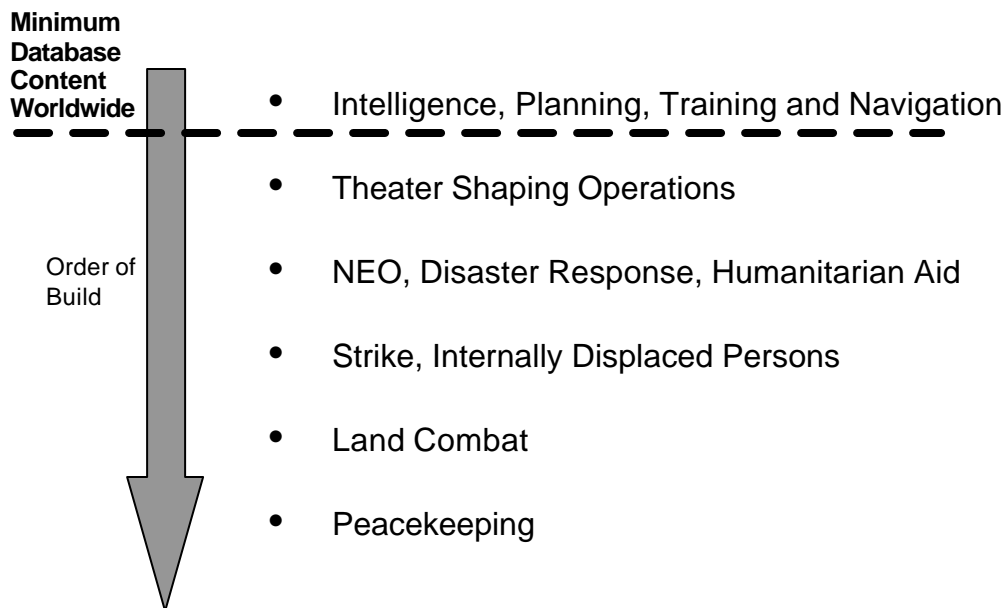 Minimum
Database
Content
Worldwide
• Intelligence, Planning, Training and Navigation
• Theater Shaping Operations
Order of
Build
• NEO, Disaster Response, Humanitarian Aid
• Strike, Internally Displaced Persons
• Land Combat
• Peacekeeping